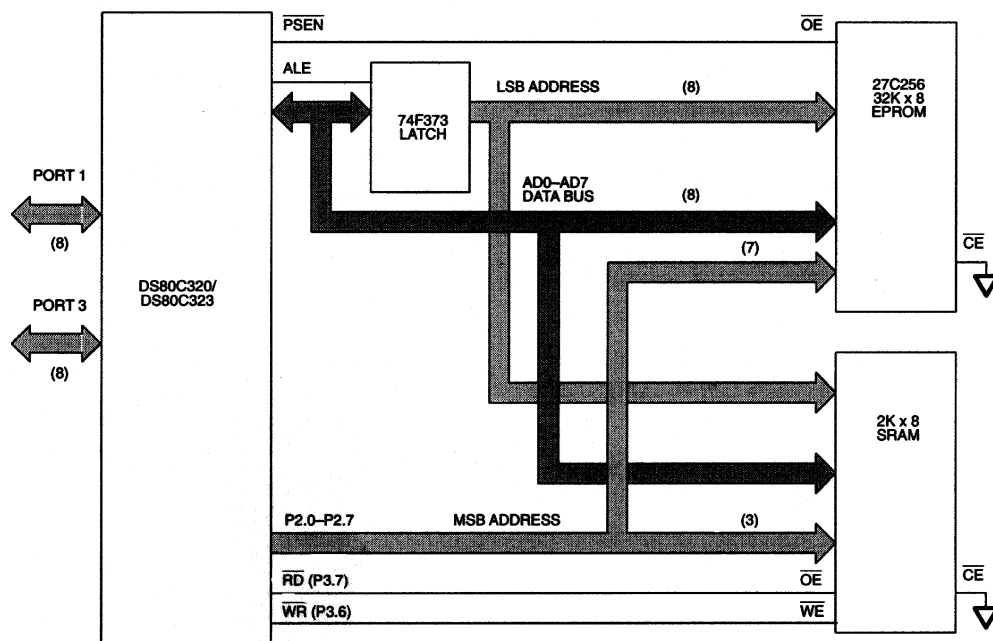 PSEN
OE
ALE
74F373
LATCH
LSB ADDRESS
(8)
27C256
32K x 8
EPROM
AD0–AD7
DATA BUS
(8)
(7)
CE
PORT 1
(8)
PORT 3
(8)
DS80C320/
DS80C323
2K x 8
SRAM
P2.0–P2.7
MSB ADDRESS
(3)
RD (P3.7)
OE
CE
WR (P3.6)
WE